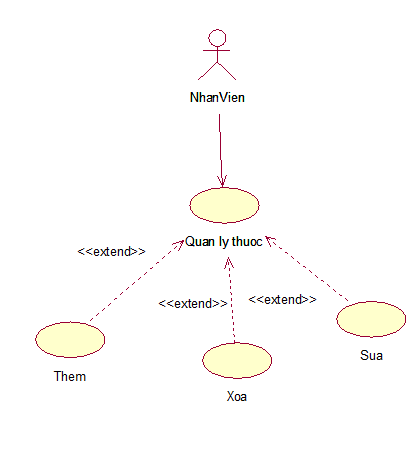 NhanVien
Quan ly thuoc
<<extend>>
<<extend>>
<<extend>>
Them
Xoa
Sua